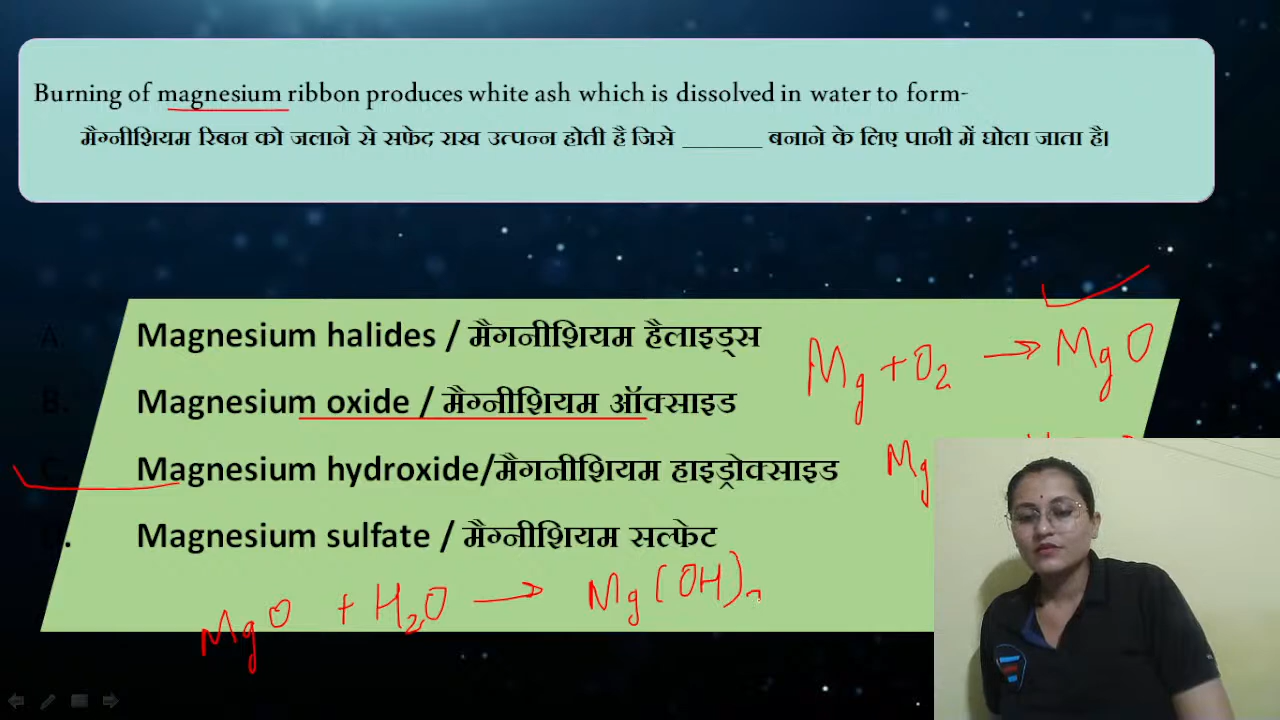 Burning of magnesium ribbon produces white ash which is dissolved in water to form-
मैग्नीशियम रिबन को जलाने से सफेद राख उत्पन्न होती है जिसे _______ बनाने के लिए पानी में घोला जाता है।
A Magnesium halides / मैगनीशियम हैलाइड्स
Mg + O2 → MgO
B. Magnesium oxide / मैग्नीशियम ऑक्साइड
C. Magnesium hydroxide/मैगनीशियम हाइड्रोक्साइड
Mg
Magnesium sulfate / मैग्नीशियम सल्फेट
MgO + H2O → Mg(OH)2